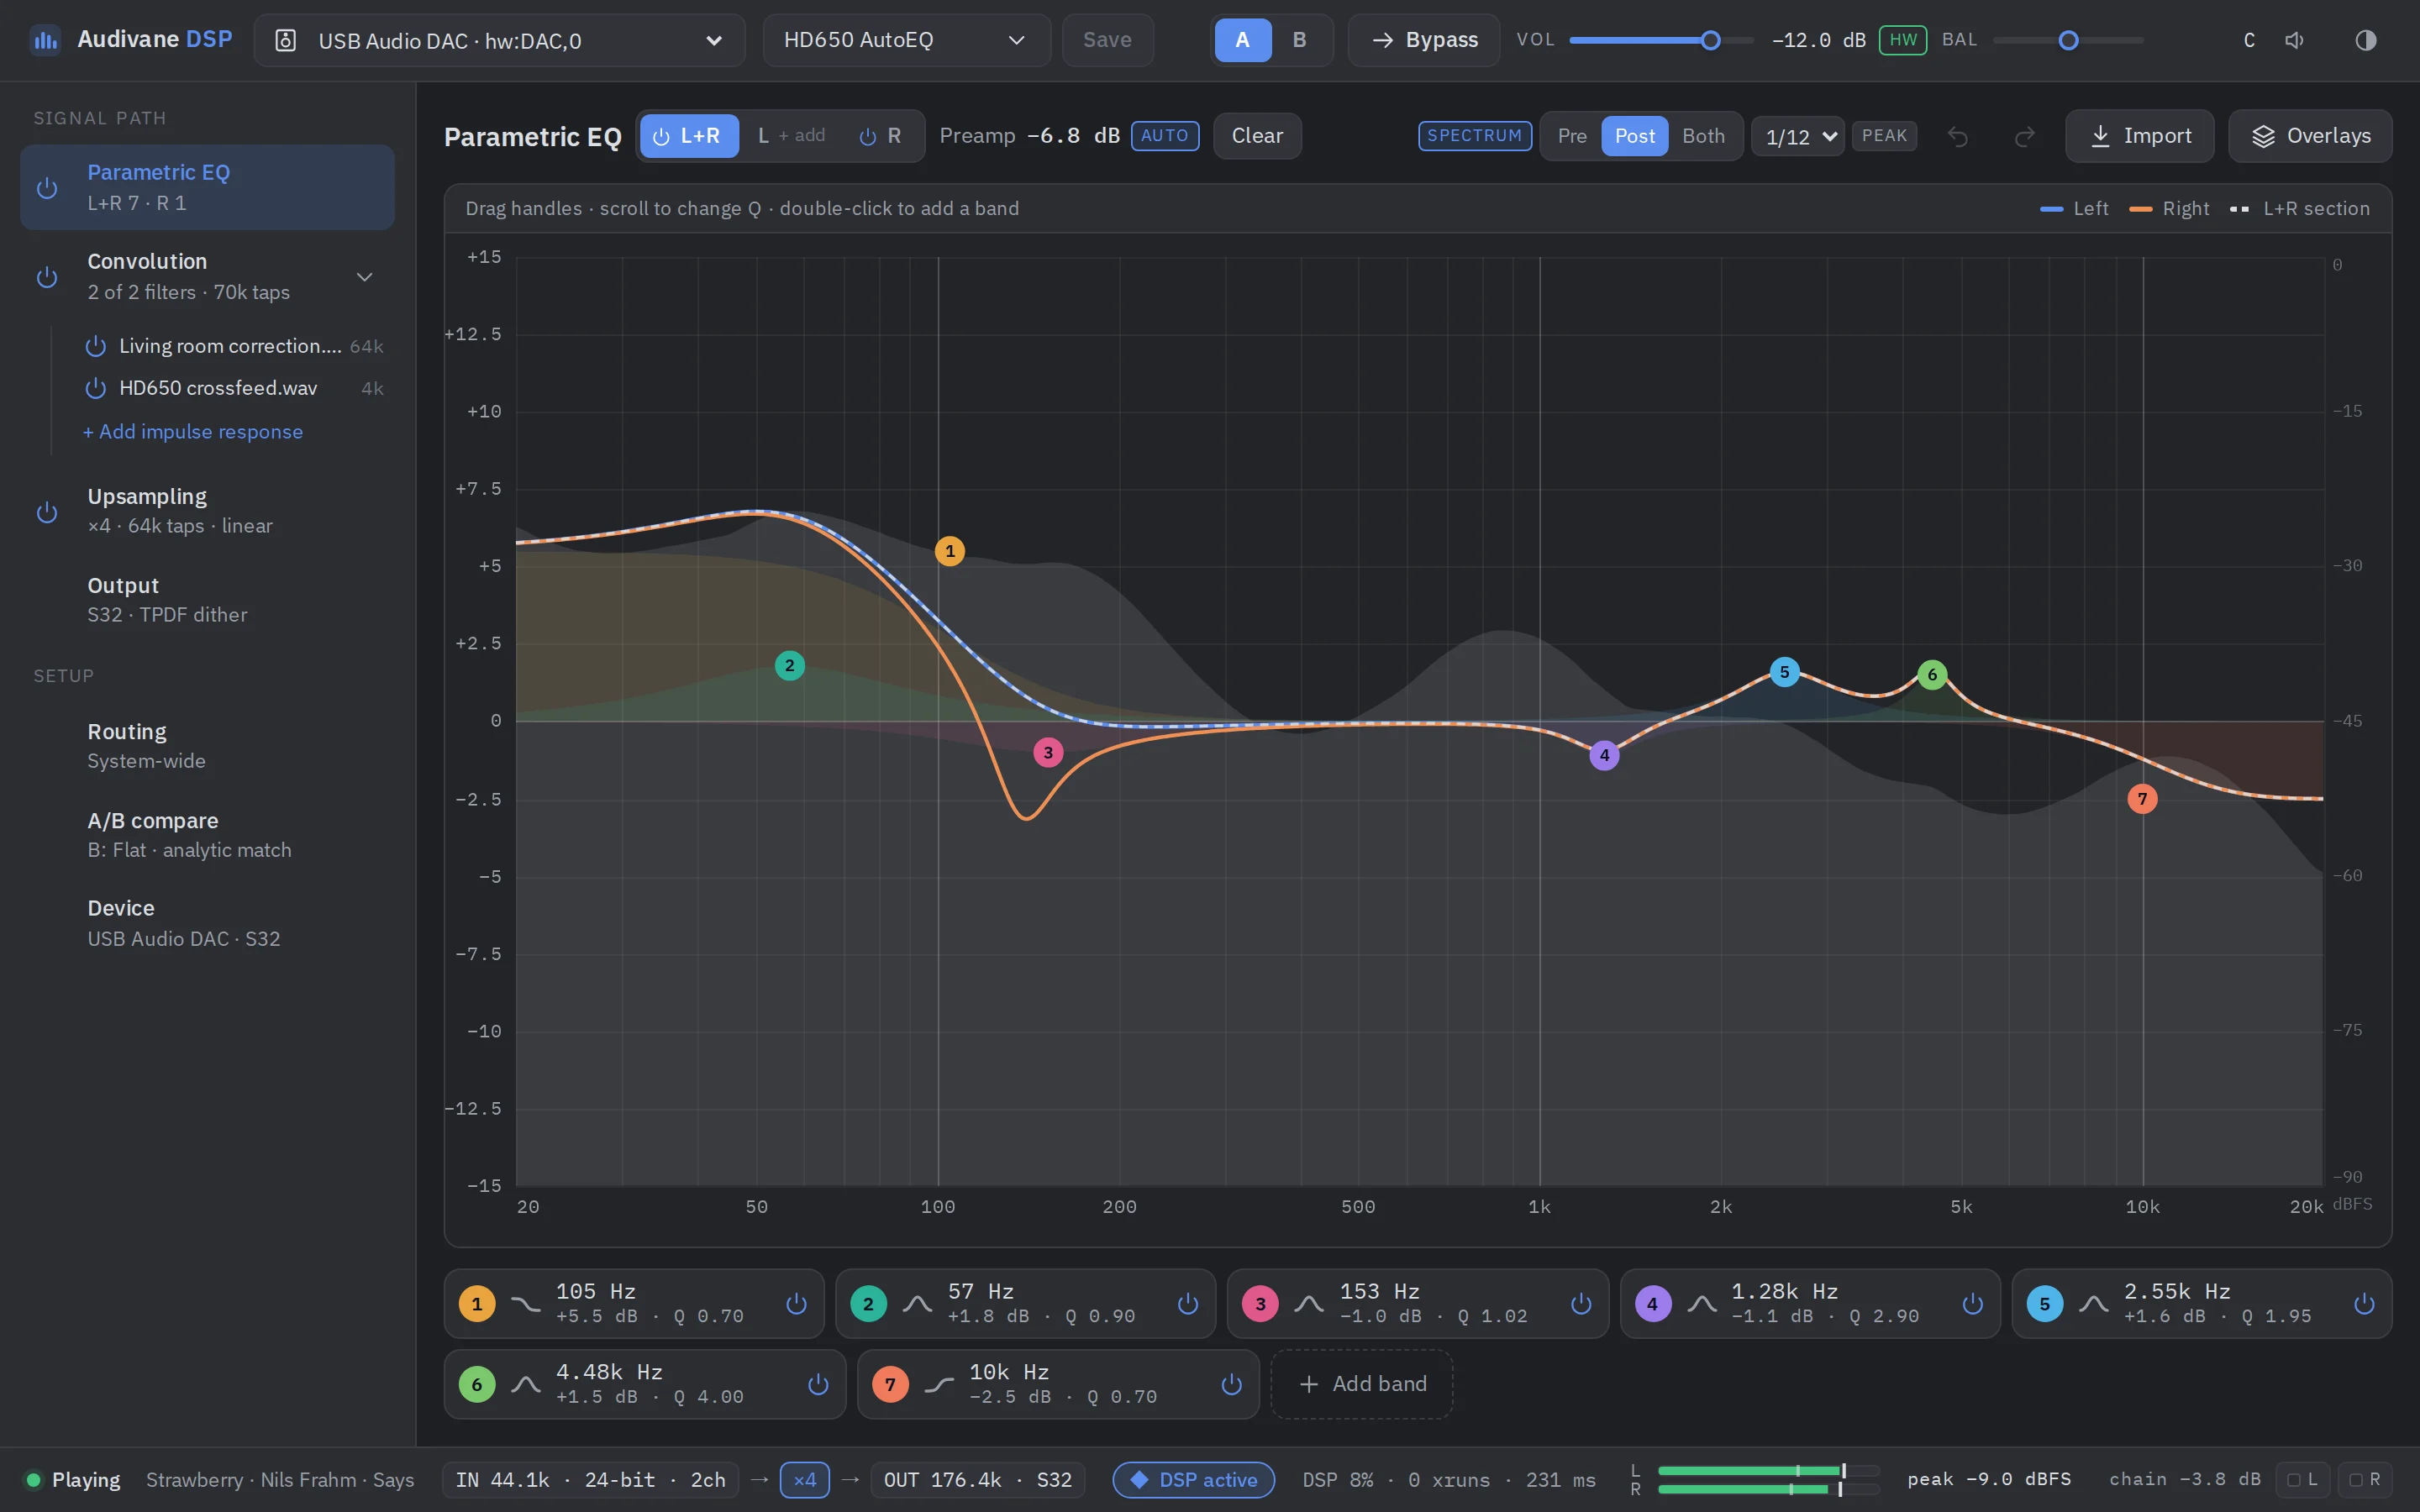 Audivane DSP
USB Audio DAC · hw:DAC,0
HD650 AutoEQ
Save
A B
Bypass
VOL
−12.0 dB
HW
BAL
C
SIGNAL PATH
Parametric EQ
L+R 7 · R 1
Convolution
2 of 2 filters · 70k taps
Living room correction.... 64k
HD650 crossfeed.wav 4k
+ Add impulse response
Upsampling
×4 · 64k taps · linear
Output
S32 · TPDF dither
SETUP
Routing
System-wide
A/B compare
B: Flat · analytic match
Device
USB Audio DAC · S32
Parametric EQ
L+R
L + add
R
Preamp −6.8 dB
AUTO
Clear
SPECTRUM
Pre Post Both
1/12
PEAK
Import
Overlays
Drag handles · scroll to change Q · double-click to add a band
Left Right L+R section
+15
+12.5
+10
+7.5
+5
+2.5
0
−2.5
−5
−7.5
−10
−12.5
−15
0
−15
−30
−45
−60
−75
−90
dBFS
1
2
3
4
5
6
7
20 50 100 200 500 1k 2k 5k 10k 20k
1
105 Hz
+5.5 dB · Q 0.70
2
57 Hz
+1.8 dB · Q 0.90
3
153 Hz
−1.0 dB · Q 1.02
4
1.28k Hz
−1.1 dB · Q 2.90
5
2.55k Hz
+1.6 dB · Q 1.95
6
4.48k Hz
+1.5 dB · Q 4.00
7
10k Hz
−2.5 dB · Q 0.70
+ Add band
Playing
Strawberry · Nils Frahm · Says
IN 44.1k · 24-bit · 2ch
→
×4
→
OUT 176.4k · S32
DSP active
DSP 8% · 0 xruns · 231 ms
L
R
peak −9.0 dBFS
chain −3.8 dB
L
R